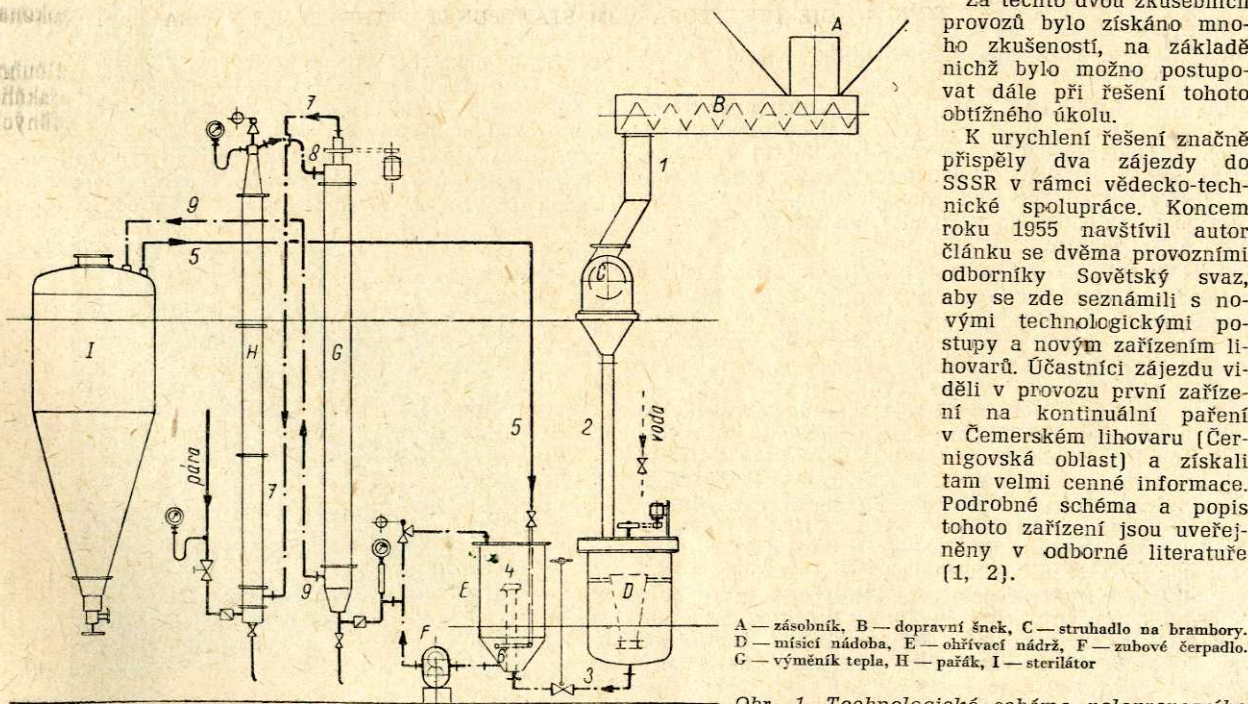 Za těchto dvou zkušebních
provozů bylo získáno mno-
ho zkušeností, na základě
nichž bylo možno postupo-
vat dále při řešení tohoto
obtížného úkolu.
K urychlení řešení značně
přispěly dva zájezdy do
SSSR v rámci vědecko-tech-
nické spolupráce. Koncem
roku 1955 navštívil autor
článku se dvěma provozními
odborníky Sovětský svaz,
aby se zde seznámili s no-
vými technologickými po-
stupy a novým zařízením li-
hovarů. Účastníci zájezdu vi-
děli v provozu první zaříze-
ní na kontinuální paření
v Čemerském lihovaru (Čer-
nigovská oblast) a získali
tam velmi cenné informace.
Podrobné schéma a popis
tohoto zařízení jsou uveřej-
něny v odborné literatuře
(1, 2).
A
B
1
C
2
voda
D
3
7
8
9
5
I
H
G
pára
7
9
5
E
4
6
F
A — zásobník, B — dopravní šnek, C — struhadlo na brambory.
D — mísicí nádoba, E — ohřívací nádrž, F — zubové čerpadlo.
G — výměník tepla, H — pařák, I — sterilátor
Obr. 1. Technologické schéma poloprovozního